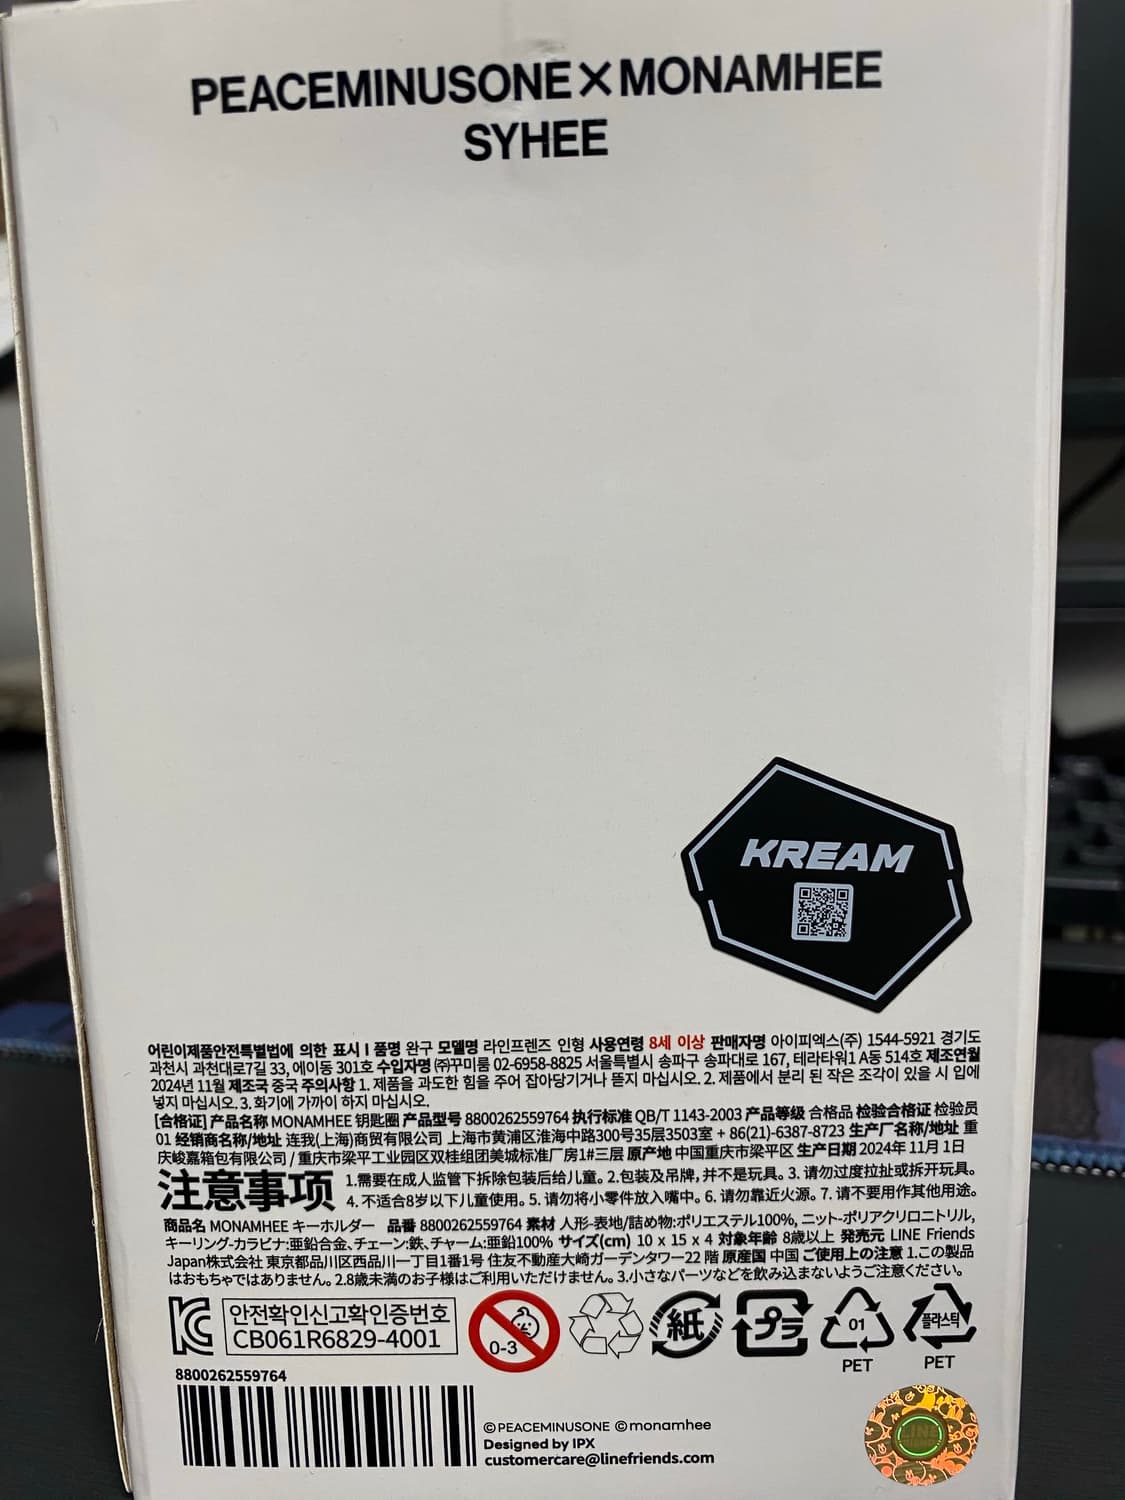 PEACEMINUSONE×MONAMHEE
SYHEE
KREAM
어린이제품안전특별법에 의한 표시 I 품명 완구 모델명 라인프렌즈 인형 사용연령 8세 이상 판매자명 아이피엑스(주) 1544-5921 경기도
과천시 과천대로7길 33, 에이동 301호 수입자명 ㈜꾸미룸 02-6958-8825 서울특별시 송파구 송파대로 167, 테라타워1 A동 514호 제조연월
2024년 11월 제조국 중국 주의사항 1. 제품을 과도한 힘을 주어 잡아당기거나 뜯지 마십시오. 2. 제품에서 분리 된 작은 조각이 있을 시 입에
넣지 마십시오. 3. 화기에 가까이 하지 마십시오.
[合格证] 产品名称 MONAMHEE 钥匙圈 产品型号 8800262559764 执行标准 QB/T 1143-2003 产品等级 合格品 检验合格证 检验员
01 经销商名称/地址 连我(上海)商贸有限公司 上海市黄浦区淮海中路300号35层3503室 + 86(21)-6387-8723 生产厂名称/地址 重
庆峻嘉箱包有限公司 / 重庆市梁平工业园区双桂组团美城标准厂房1#三层 原产地 中国重庆市梁平区 生产日期 2024年 11月 1日
注意事项 1.需要在成人监管下拆除包装后给儿童。2.包装及吊牌, 并不是玩具。3. 请勿过度拉扯或拆开玩具。
4. 不适合8岁以下儿童使用。5. 请勿将小零件放入嘴中。6. 请勿靠近火源。7. 请不要用作其他用途。
商品名 MONAMHEE キーホルダー 品番 8800262559764 素材 人形-表地/詰め物:ポリエステル100%, ニット-ポリアクリロニトリル,
キーリング-カラビナ:亜鉛合金、チェーン:鉄、チャーム:亜鉛100% サイズ(cm) 10 x 15 x 4 対象年齢 8歳以上 発売元 LINE Friends
Japan株式会社 東京都品川区西品川一丁目1番1号 住友不動産大崎ガーデンタワー22 階 原産国 中国 ご使用上の注意 1.この製品
はおもちゃではありません。2.8歳未満のお子様はご利用いただけません。3.小さなパーツなどを飲み込まないようご注意ください。
안전확인신고확인증번호
CB061R6829-4001
0-3
紙
プラ
01
PET
플라스틱
PET
8800262559764
©PEACEMINUSONE ©monamhee
Designed by IPX
customercare@linefriends.com
LINE